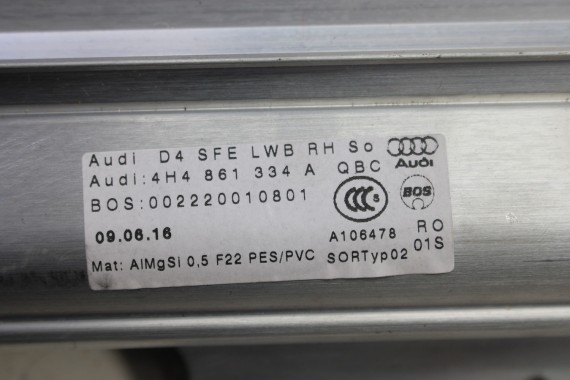 Audi D4 SFE LWB RH So
Audi
Audi:4H4 861 334 A QBC
BOS:002220010801
CCC S
BOS
09.06.16
A106478 RO
Mat: AlMgSi 0,5 F22 PES/PVC SORTyp02 01S